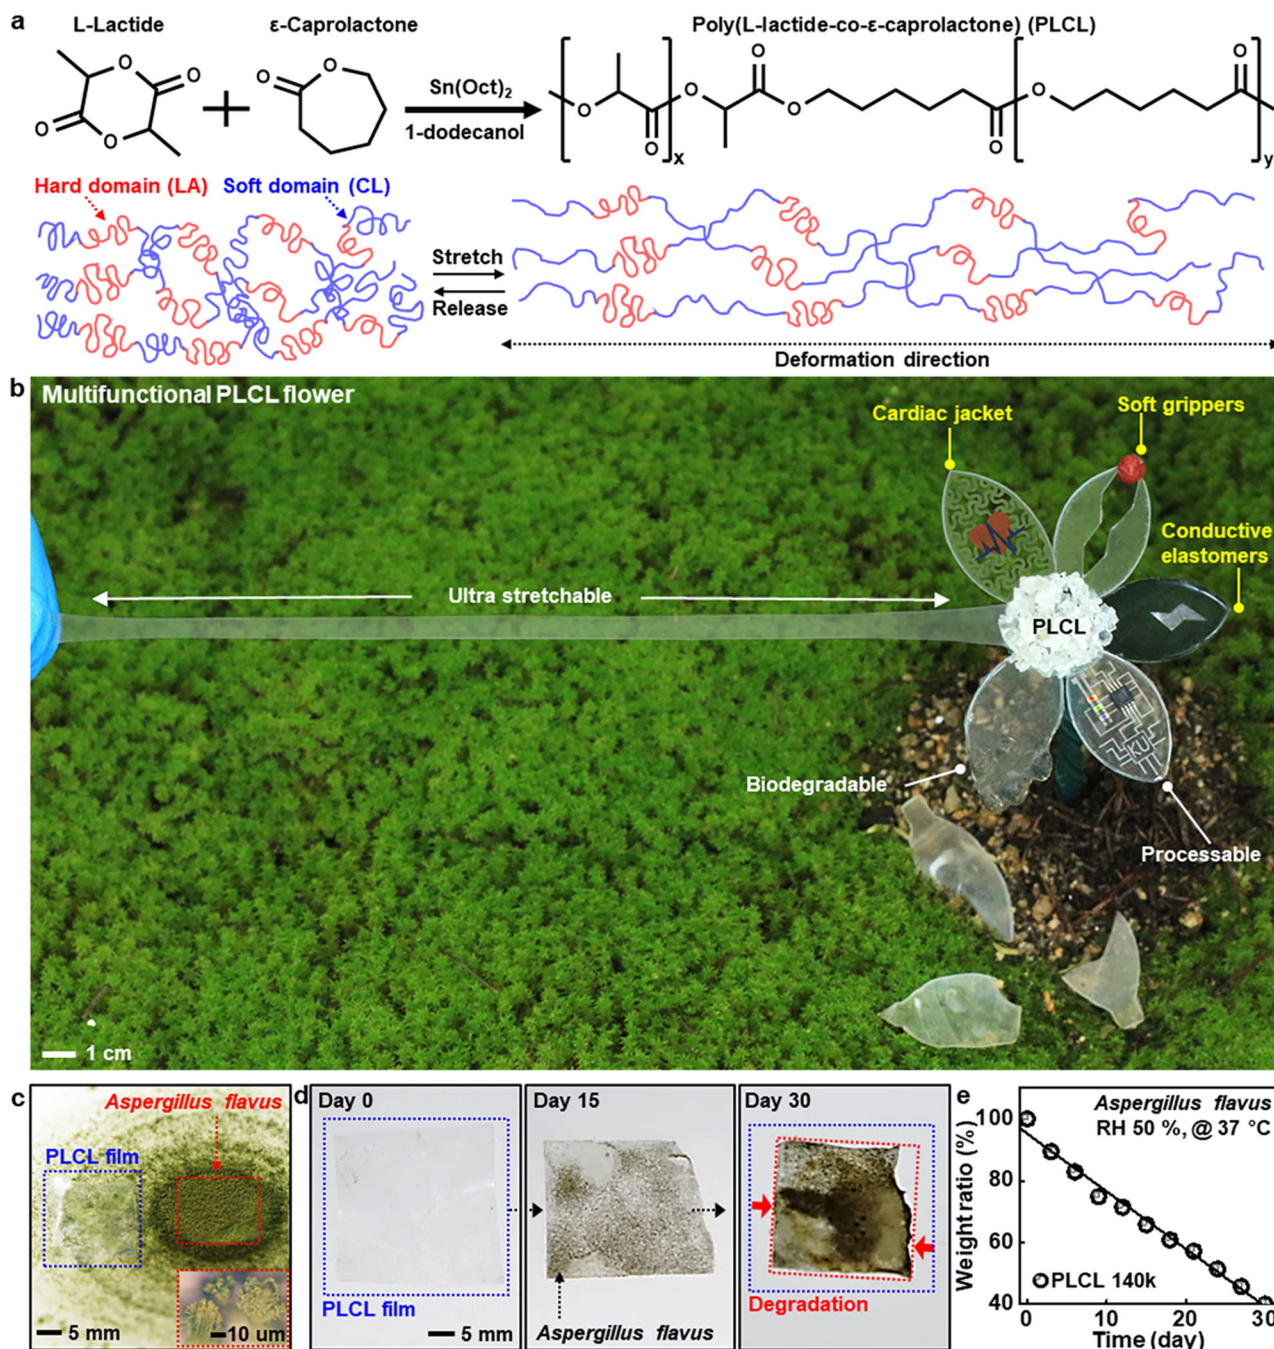 a
L-Lactide
ε-Caprolactone
Poly(L-lactide-co-ε-caprolactone) (PLCL)
O
O
O
O
O
O
+
Sn(Oct)2
1-dodecanol
O
O
x
O
O
O
O
O
O
y
Hard domain (LA)
Soft domain (CL)
Stretch
Release
Deformation direction
b
Multifunctional PLCL flower
Cardiac jacket
Soft grippers
Conductive
elastomers
Ultra stretchable
PLCL
KU
Biodegradable
Processable
1 cm
c
Aspergillus flavus
PLCL film
5 mm
10 um
d
Day 0
PLCL film
5 mm
Day 15
Aspergillus flavus
Day 30
Degradation
e
Aspergillus flavus
RH 50 %, @ 37 °C
PLCL 140k
Weight ratio (%)
100
80
60
40
0
10
20
30
Time (day)